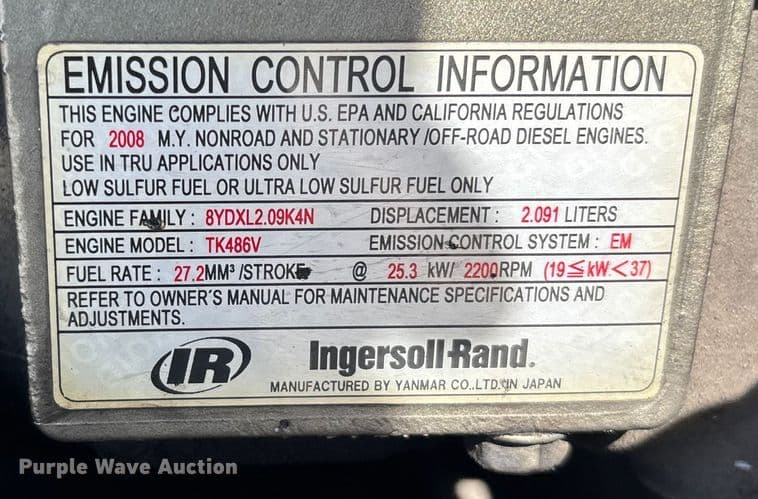 EMISSION CONTROL INFORMATION
THIS ENGINE COMPLIES WITH U.S. EPA AND CALIFORNIA REGULATIONS
FOR 2008 M.Y. NONROAD AND STATIONARY /OFF-ROAD DIESEL ENGINES.
USE IN TRU APPLICATIONS ONLY
LOW SULFUR FUEL OR ULTRA LOW SULFUR FUEL ONLY
ENGINE FAMILY : 8YDXL2.09K4N DISPLACEMENT : 2.091 LITERS
ENGINE MODEL : TK486V EMISSION CONTROL SYSTEM : EM
FUEL RATE : 27.2MM³ /STROKE @ 25.3 kW/ 2200RPM (19≦kW<37)
REFER TO OWNER'S MANUAL FOR MAINTENANCE SPECIFICATIONS AND
ADJUSTMENTS.
IR Ingersoll-Rand.
MANUFACTURED BY YANMAR CO.,LTD. IN JAPAN
Purple Wave Auction